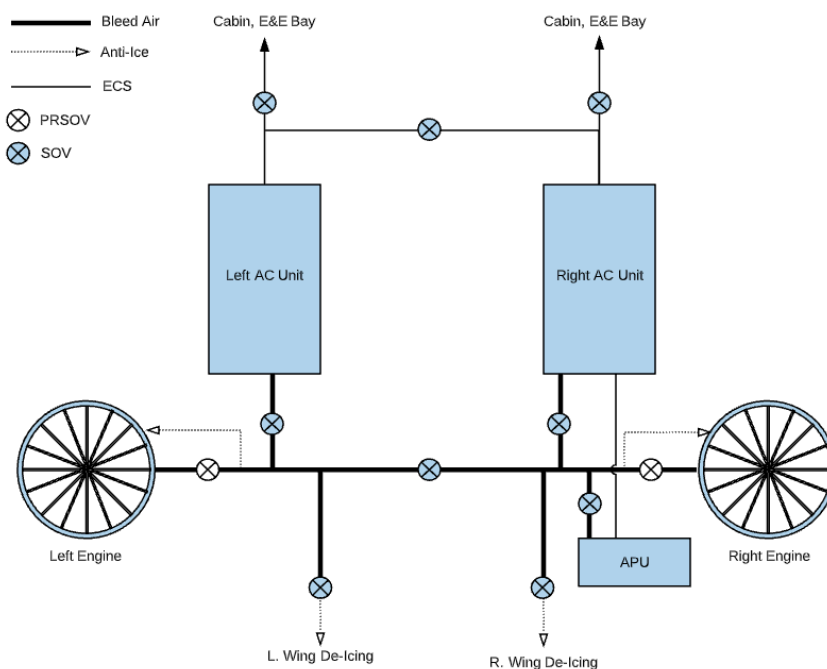 Bleed Air
Anti-Ice
ECS
PRSOV
SOV
Cabin, E&E Bay
Cabin, E&E Bay
Left AC Unit
Right AC Unit
Left Engine
APU
Right Engine
L. Wing De-Icing
R. Wing De-Icing